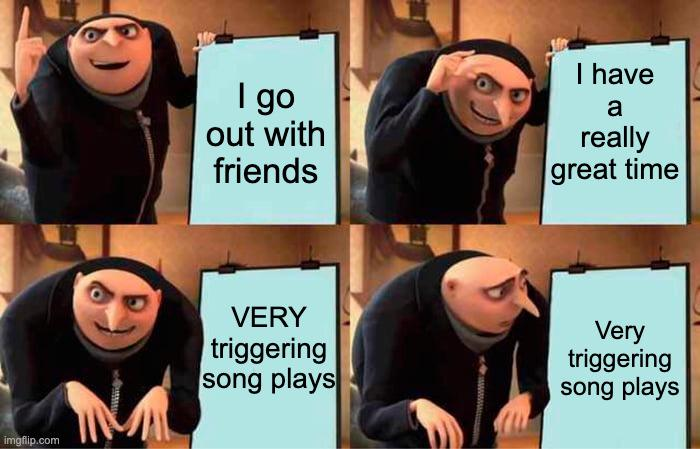 I go
out with
friends
I have
a
really
great time
VERY
triggering
song plays
Very
triggering
song plays
imgflip.com